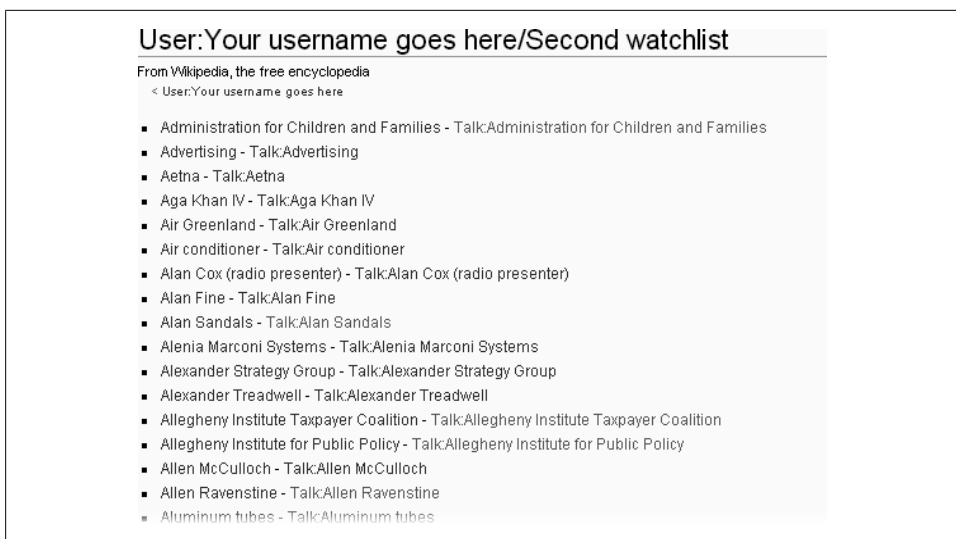 User:Your username goes here/Second watchlist
From Wikipedia, the free encyclopedia
< User:Your username goes here
Administration for Children and Families - Talk:Administration for Children and Families
Advertising - Talk:Advertising
Aetna - Talk:Aetna
Aga Khan IV - Talk:Aga Khan IV
Air Greenland - Talk:Air Greenland
Air conditioner - Talk:Air conditioner
Alan Cox (radio presenter) - Talk:Alan Cox (radio presenter)
Alan Fine - Talk:Alan Fine
Alan Sandals - Talk:Alan Sandals
Alenia Marconi Systems - Talk:Alenia Marconi Systems
Alexander Strategy Group - Talk:Alexander Strategy Group
Alexander Treadwell - Talk:Alexander Treadwell
Allegheny Institute Taxpayer Coalition - Talk:Allegheny Institute Taxpayer Coalition
Allegheny Institute for Public Policy - Talk:Allegheny Institute for Public Policy
Allen McCulloch - Talk:Allen McCulloch
Allen Ravenstine - Talk:Allen Ravenstine
Aluminum tubes - Talk:Aluminum tubes